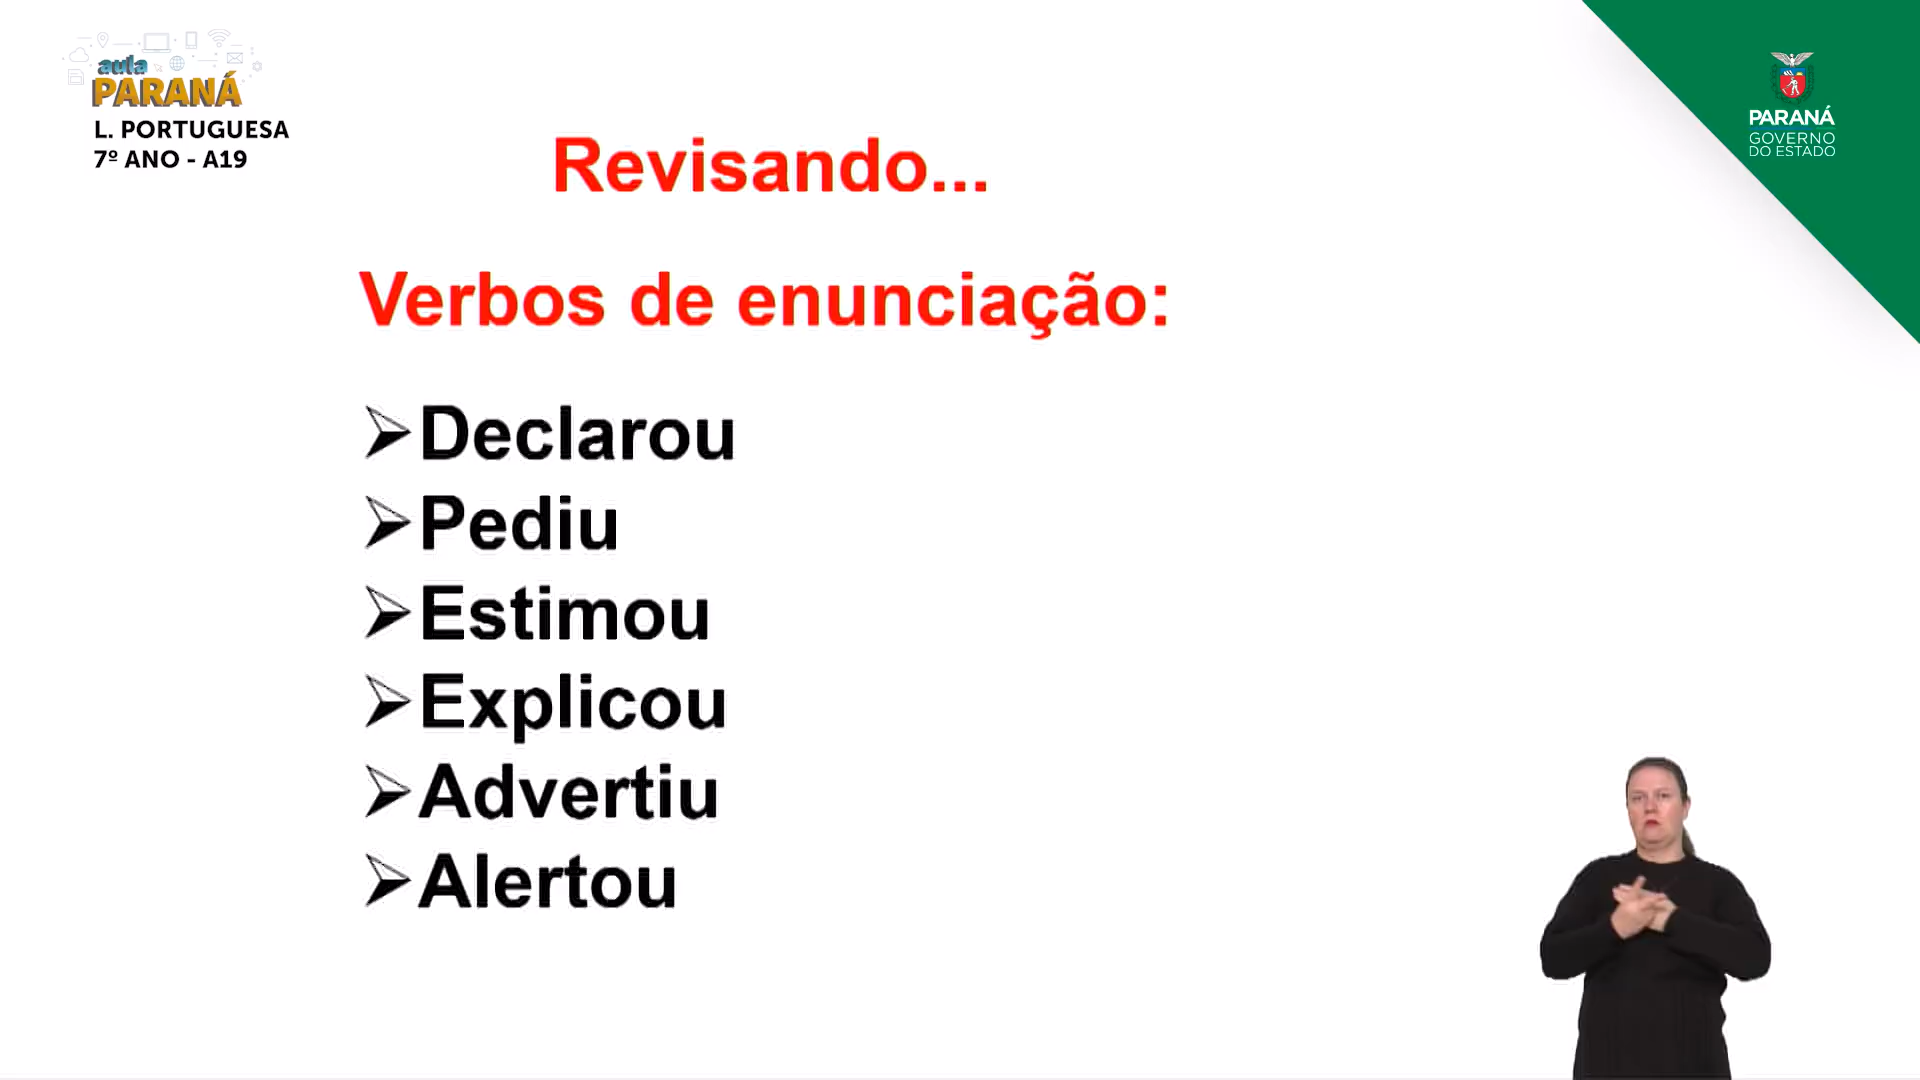 aula
PARANÁ
L. PORTUGUESA
7º ANO - A19
PARANÁ
GOVERNO
DO ESTADO
Revisando...
Verbos de enunciação:
Declarou
Pediu
Estimou
Explicou
Advertiu
Alertou